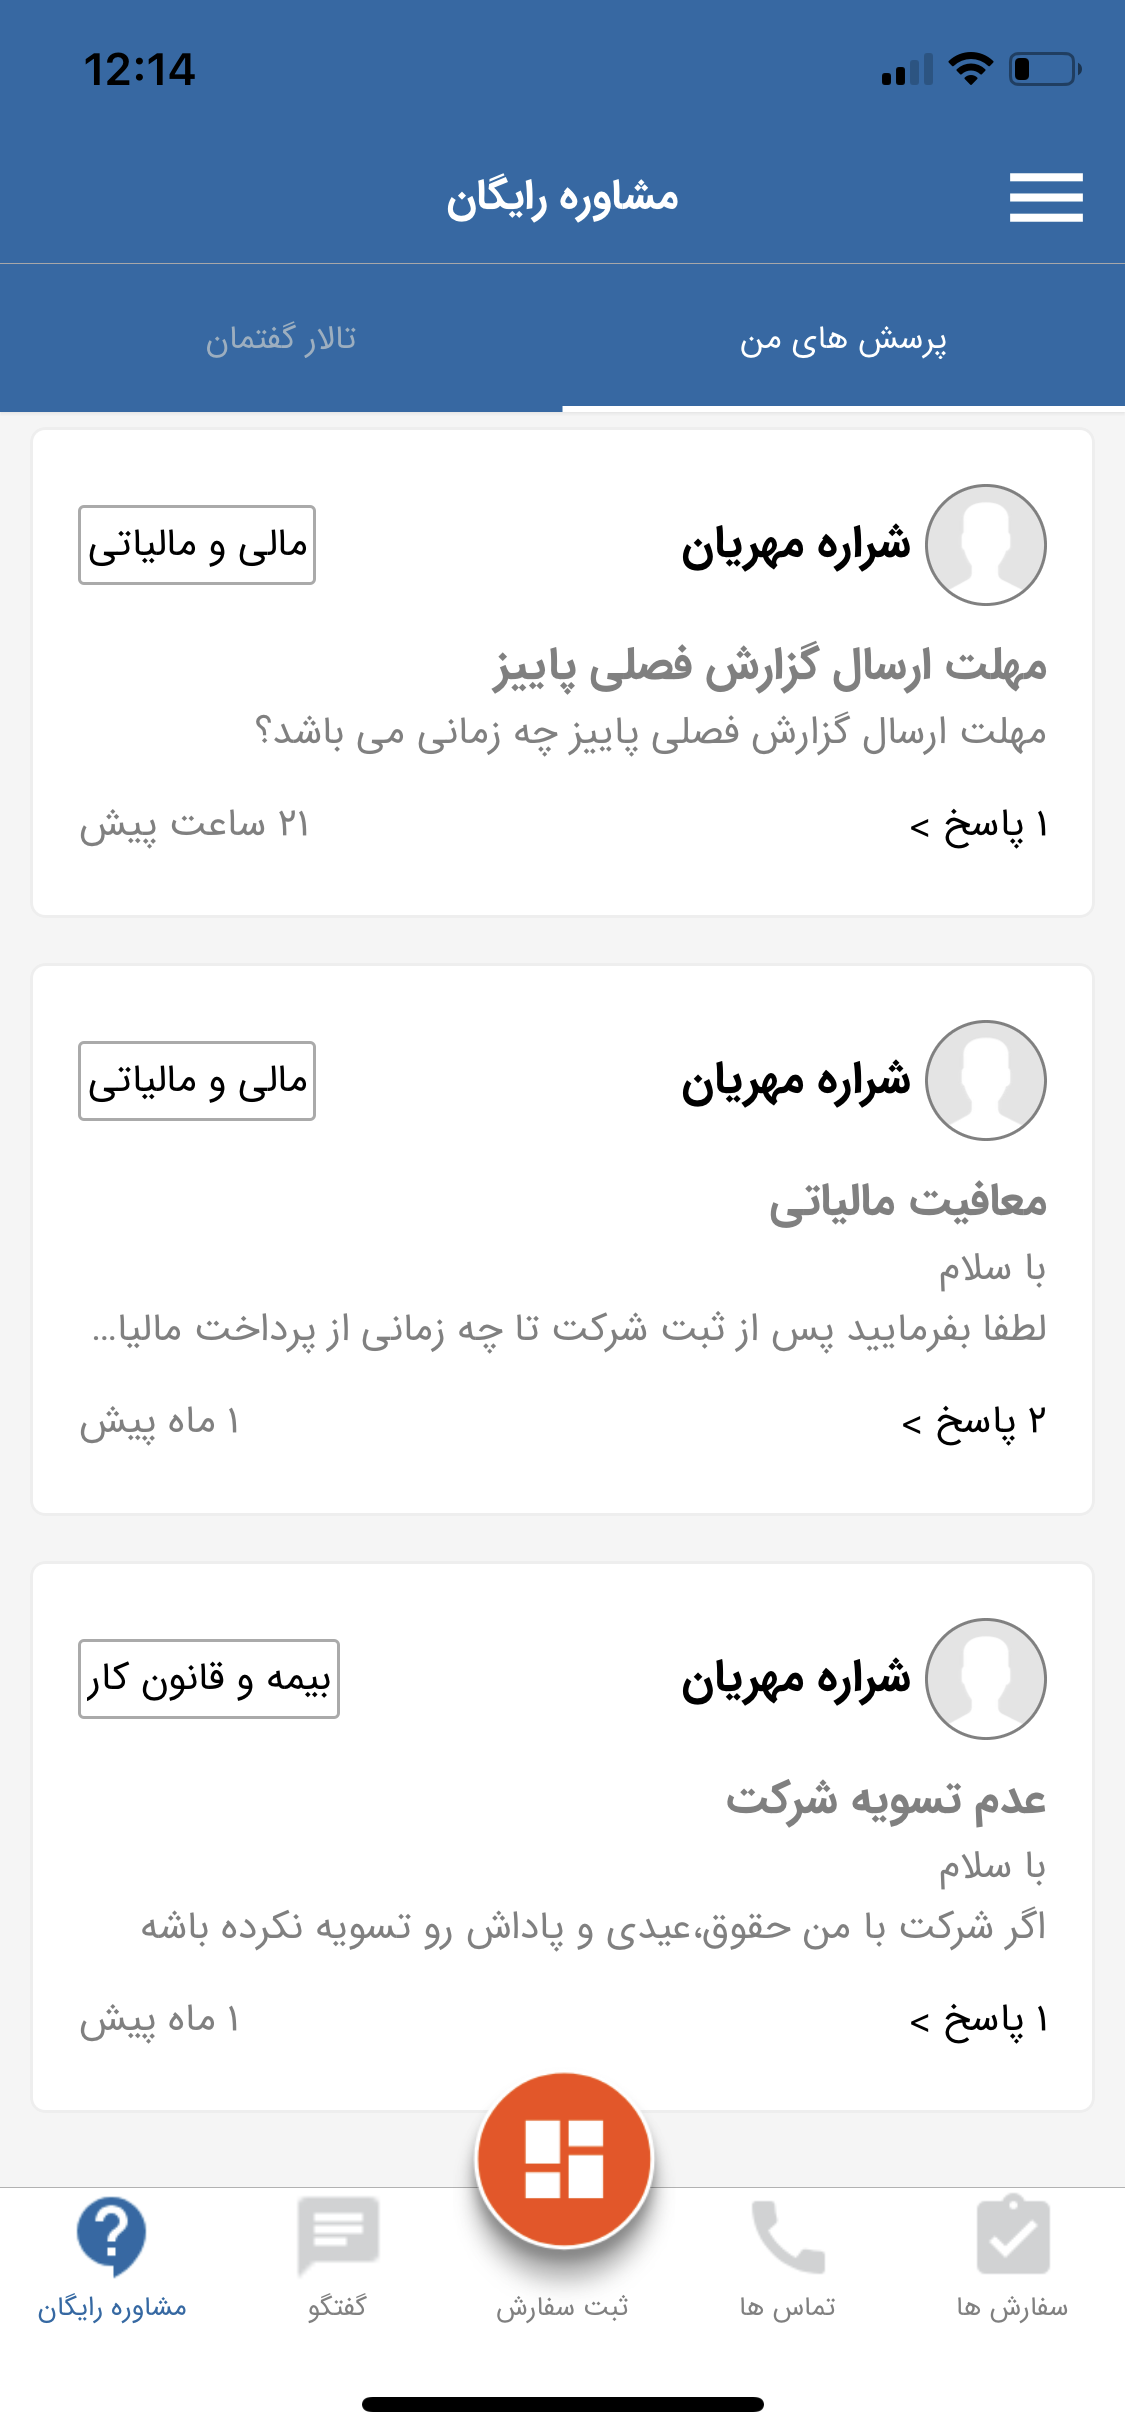 12:14
مشاوره رایگان
پرسش های من
تالار گفتمان
شراره مهریان
مالی و مالیاتی
مهلت ارسال گزارش فصلی پاییز
مهلت ارسال گزارش فصلی پاییز چه زمانی می باشد؟
۱ پاسخ >
۲۱ ساعت پیش
شراره مهریان
مالی و مالیاتی
معافیت مالیاتی
با سلام
لطفا بفرمایید پس از ثبت شرکت تا چه زمانی از پرداخت مالیا...
۲ پاسخ >
۱ ماه پیش
شراره مهریان
بیمه و قانون کار
عدم تسویه شرکت
با سلام
اگر شرکت با من حقوق،عیدی و پاداش رو تسویه نکرده باشه
۱ پاسخ >
۱ ماه پیش
سفارش ها
تماس ها
ثبت سفارش
گفتگو
مشاوره رایگان